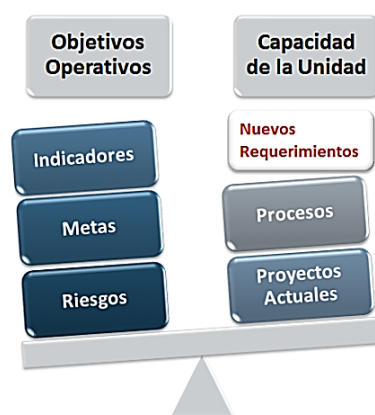 Objetivos
Operativos
Capacidad
de la Unidad
Indicadores
Metas
Riesgos
Nuevos
Requerimientos
Procesos
Proyectos
Actuales